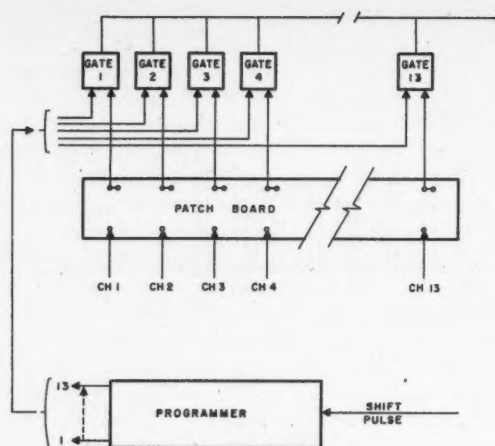 GATE 1
GATE 2
GATE 3
GATE 4
GATE 13
PATCH BOARD
CH 1
CH 2
CH 3
CH 4
CH 13
13
1
PROGRAMMER
SHIFT PULSE